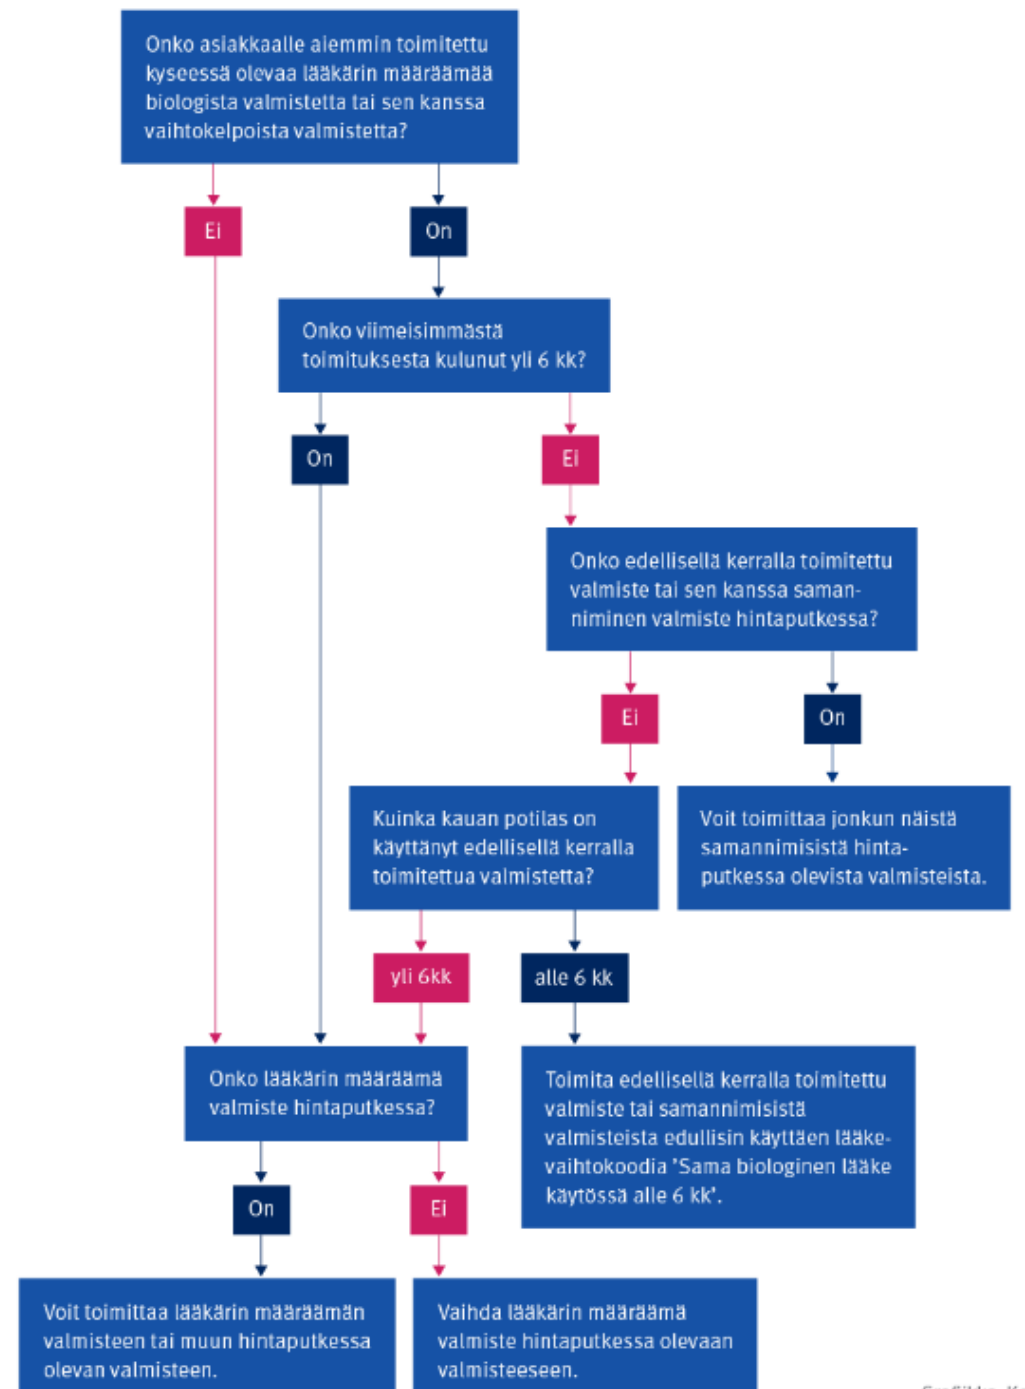 Onko asiakkaalle aiemmin toimitettu
kyseessä olevaa lääkärin määräämää
biologista valmistetta tai sen kanssa
vaihtokelpoista valmistetta?
Ei
On
Onko viimeisimmästä
toimituksesta kulunut yli 6 kk?
On
Ei
Onko edellisellä kerralla toimitettu
valmiste tai sen kanssa saman-
niminen valmiste hintaputkessa?
Ei
On
Kuinka kauan potilas on
käyttänyt edellisellä kerralla
toimitettua valmistetta?
Voit toimittaa jonkun näistä
samannimisistä hinta-
putkessa olevista valmisteista.
yli 6kk
alle 6 kk
Onko lääkärin määräämä
valmiste hintaputkessa?
Toimita edellisellä kerralla toimitettu
valmiste tai samannimisistä
valmisteista edullisin käyttäen lääke-
vaihtokoodia 'Sama biologinen lääke
käytössä alle 6 kk'.
On
Ei
Voit toimittaa lääkärin määräämän
valmisteen tai muun hintaputkessa
olevan valmisteen.
Vaihda lääkärin määräämä
valmiste hintaputkessa olevaan
valmisteeseen.